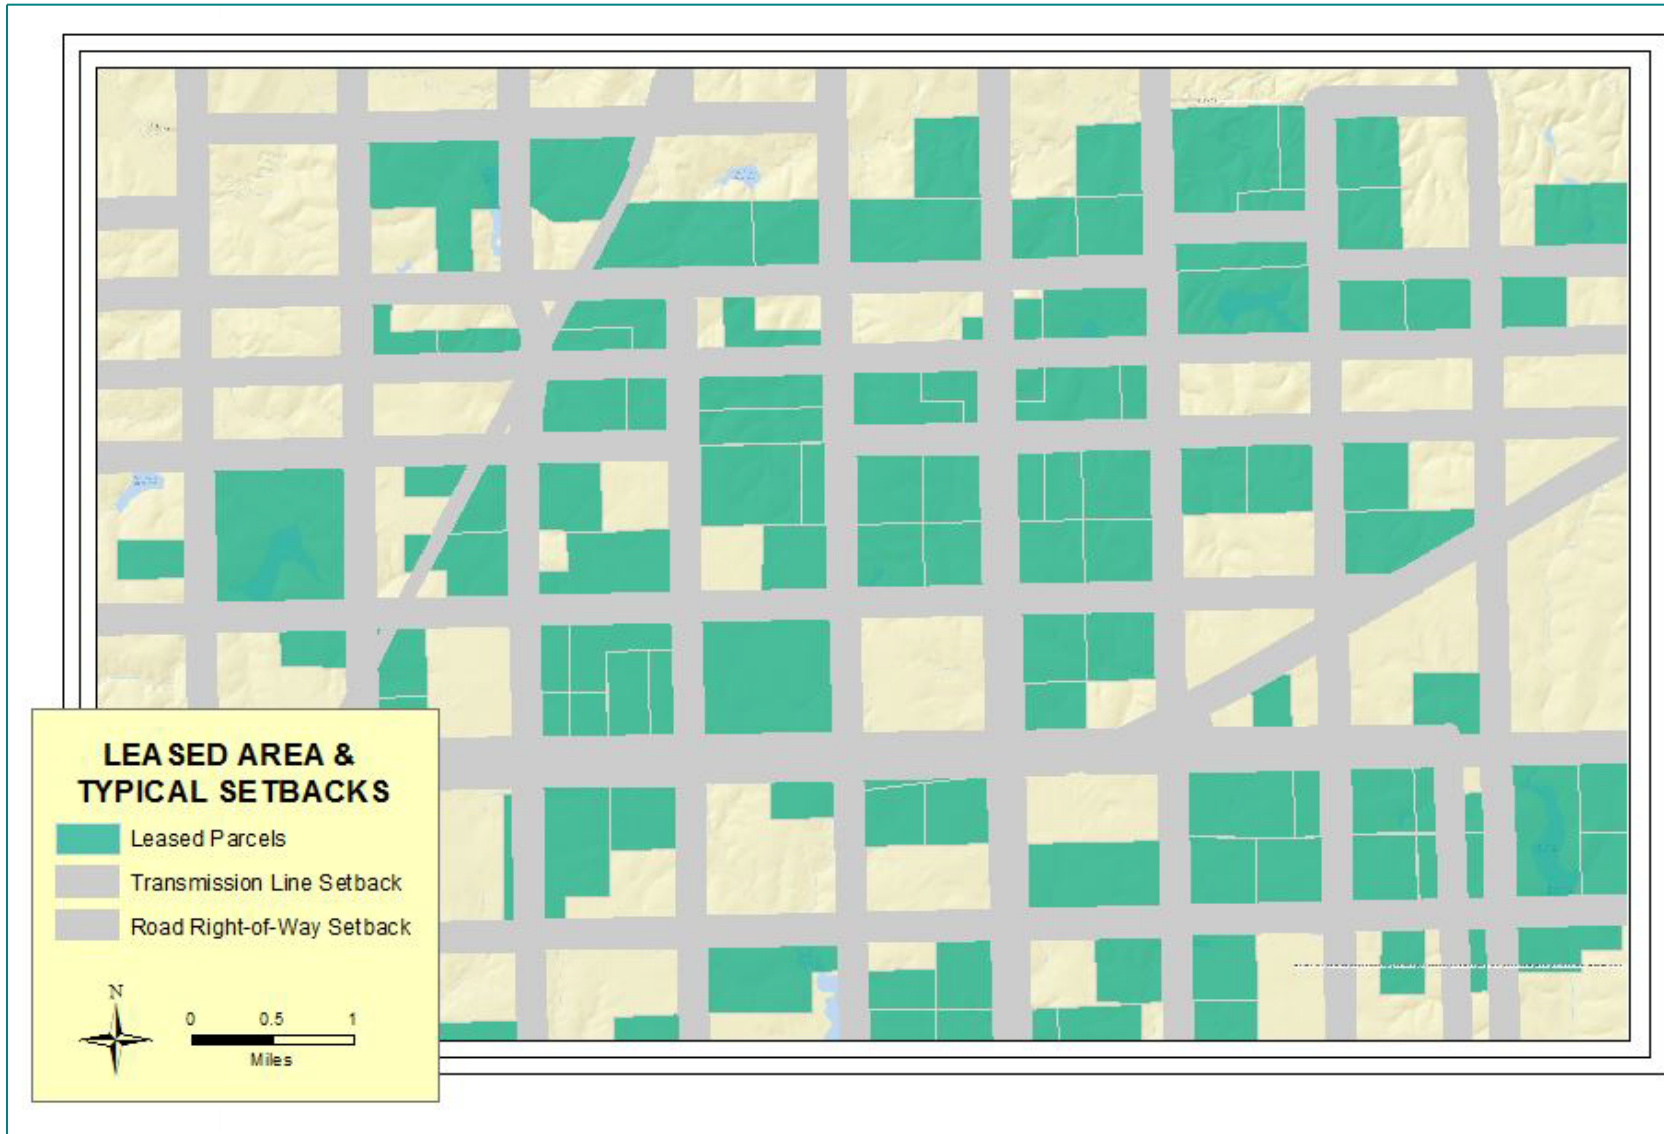 LEASED AREA &
TYPICAL SETBACKS
Leased Parcels
Transmission Line Setback
Road Right-of-Way Setback
N
0 0.5 1
Miles